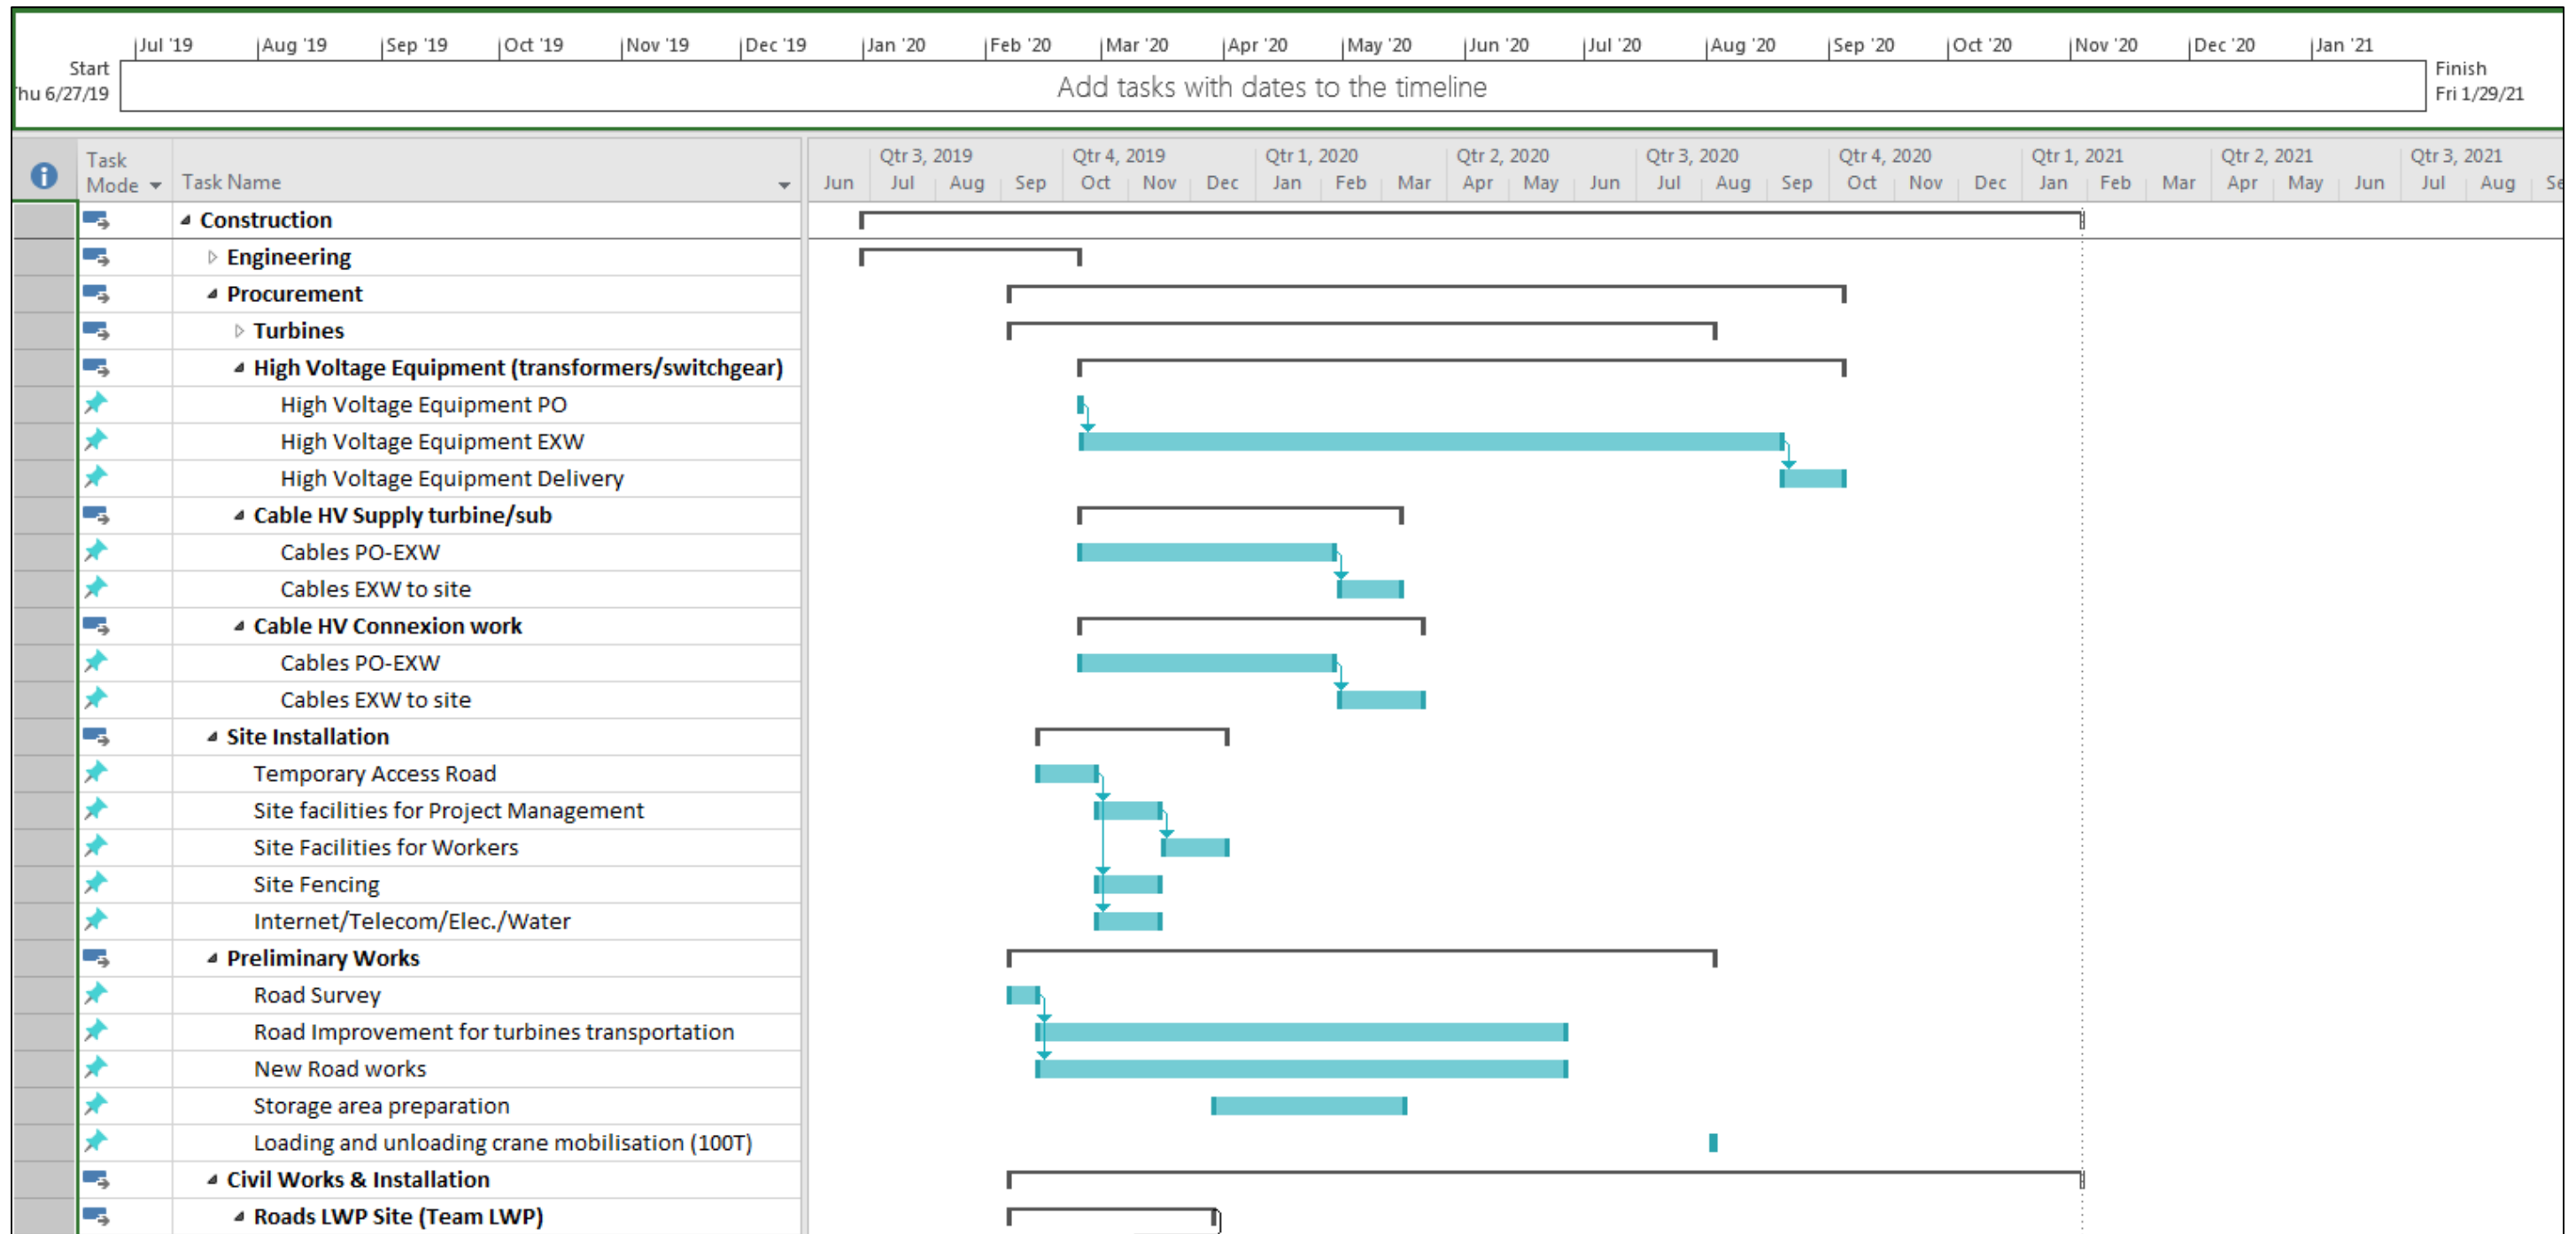 Jul '19 Aug '19 Sep '19 Oct '19 Nov '19 Dec '19 Jan '20 Feb '20 Mar '20 Apr '20 May '20 Jun '20 Jul '20 Aug '20 Sep '20 Oct '20 Nov '20 Dec '20 Jan '21
Start
hu 6/27/19
Add tasks with dates to the timeline
Finish
Fri 1/29/21
Task Mode
Task Name
Qtr 3, 2019 Qtr 4, 2019 Qtr 1, 2020 Qtr 2, 2020 Qtr 3, 2020 Qtr 4, 2020 Qtr 1, 2021 Qtr 2, 2021 Qtr 3, 2021
Jun Jul Aug Sep Oct Nov Dec Jan Feb Mar Apr May Jun Jul Aug Sep Oct Nov Dec Jan Feb Mar Apr May Jun Jul Aug Se
Construction
Engineering
Procurement
Turbines
High Voltage Equipment (transformers/switchgear)
High Voltage Equipment PO
High Voltage Equipment EXW
High Voltage Equipment Delivery
Cable HV Supply turbine/sub
Cables PO-EXW
Cables EXW to site
Cable HV Connexion work
Cables PO-EXW
Cables EXW to site
Site Installation
Temporary Access Road
Site facilities for Project Management
Site Facilities for Workers
Site Fencing
Internet/Telecom/Elec./Water
Preliminary Works
Road Survey
Road Improvement for turbines transportation
New Road works
Storage area preparation
Loading and unloading crane mobilisation (100T)
Civil Works & Installation
Roads LWP Site (Team LWP)